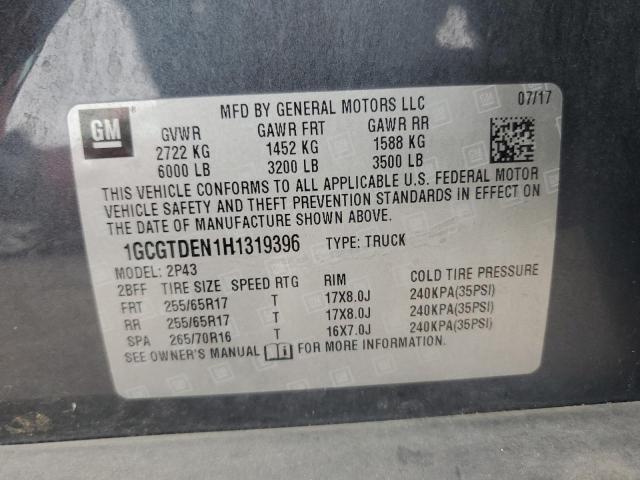 MFD BY GENERAL MOTORS LLC 07/17
GM
GVWR GAWR FRT GAWR RR
2722 KG 1452 KG 1588 KG
6000 LB 3200 LB 3500 LB
THIS VEHICLE CONFORMS TO ALL APPLICABLE U.S. FEDERAL MOTOR
VEHICLE SAFETY AND THEFT PREVENTION STANDARDS IN EFFECT ON
THE DATE OF MANUFACTURE SHOWN ABOVE.
1GCGTDEN1H1319396 TYPE: TRUCK
MODEL: 2P43
2BFF TIRE SIZE SPEED RTG RIM COLD TIRE PRESSURE
FRT 255/65R17 T 17X8.0J 240KPA(35PSI)
RR 255/65R17 T 17X8.0J 240KPA(35PSI)
SPA 265/70R16 T 16X7.0J 240KPA(35PSI)
SEE OWNER'S MANUAL i FOR MORE INFORMATION.